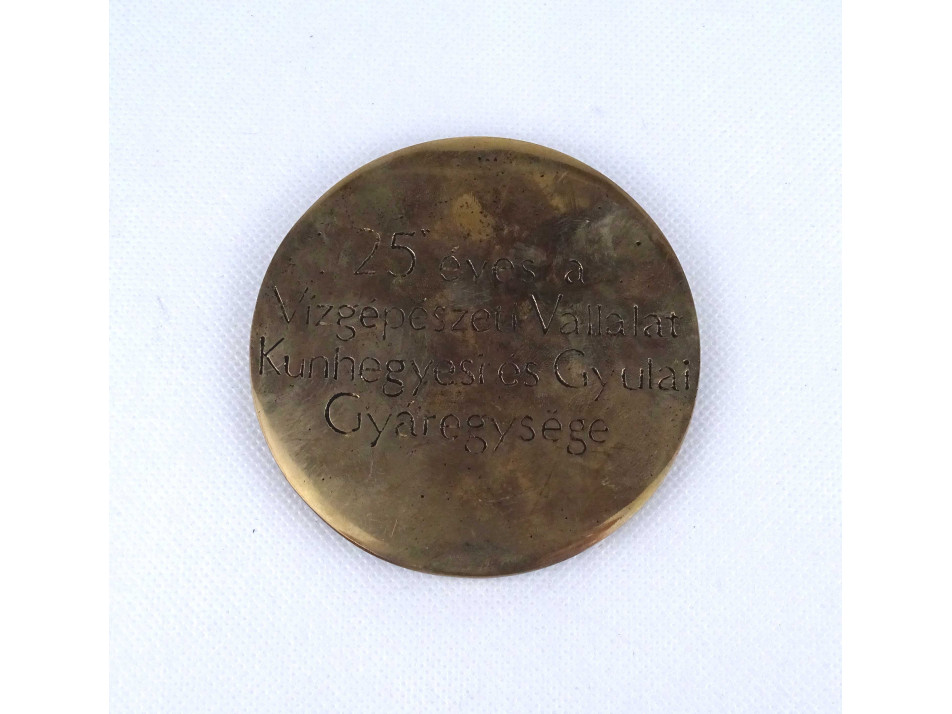 25 éves a
Vízgépészeti Vállalat
Kunhegyesi és Gyulai
Gyáregysége